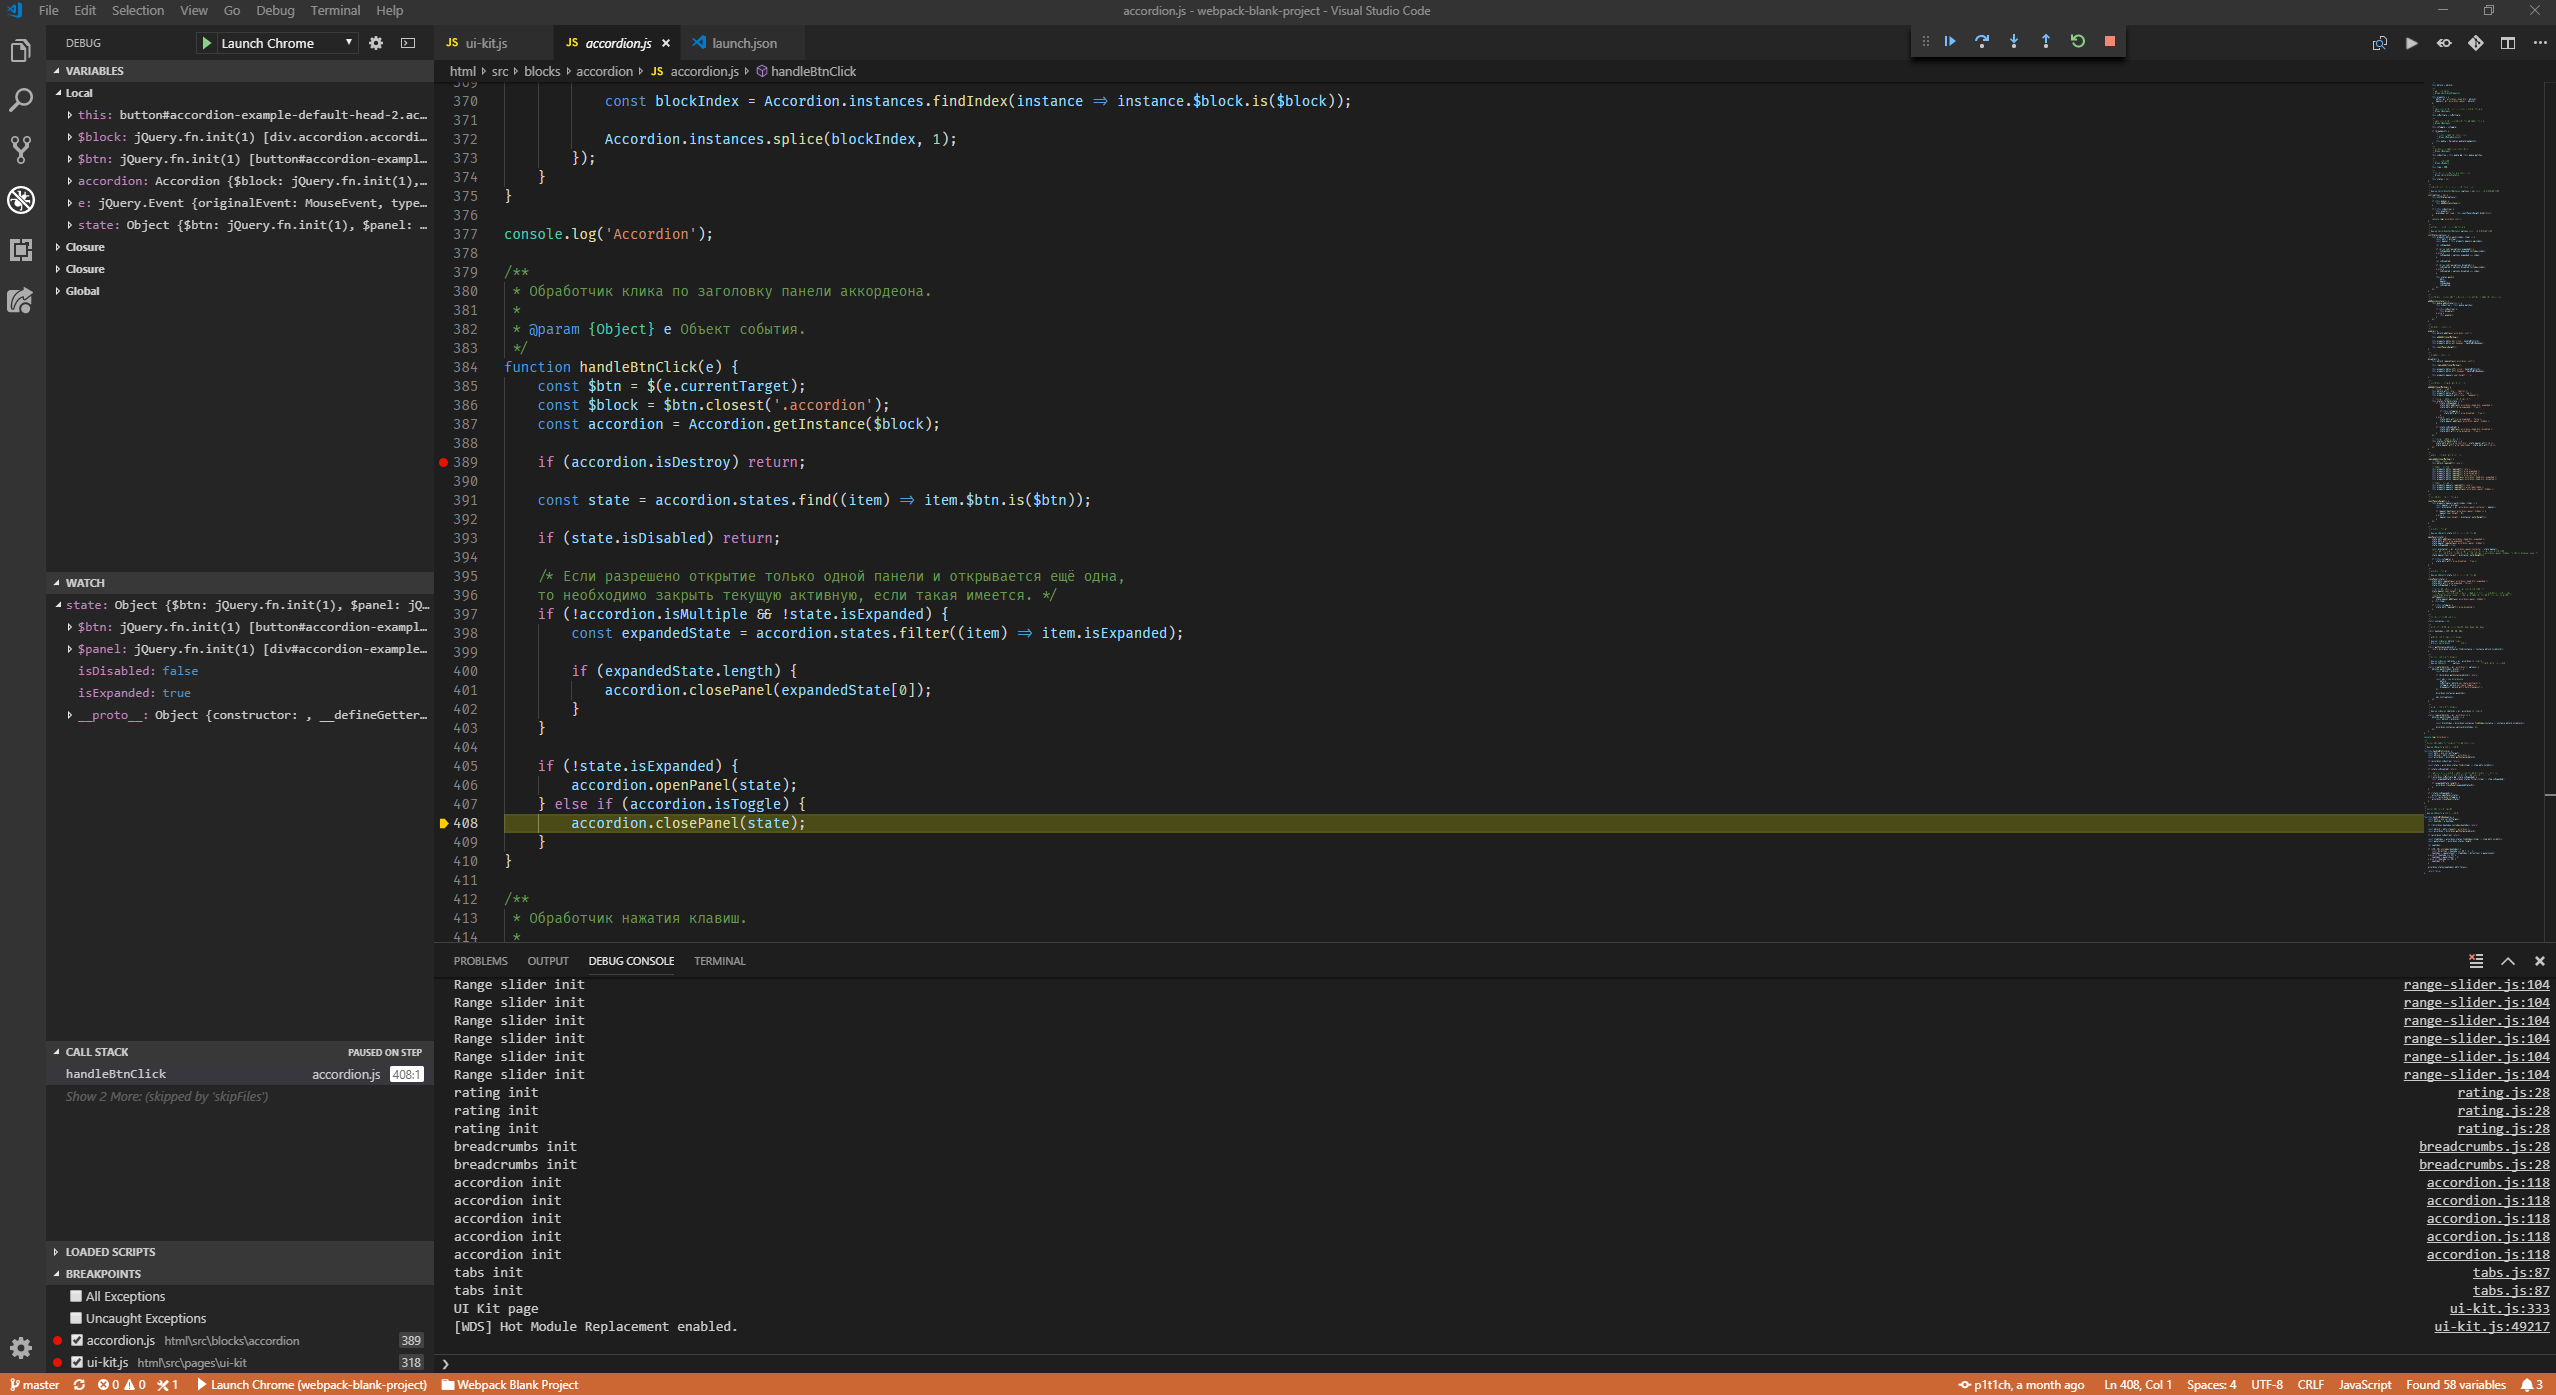 File Edit Selection View Go Debug Terminal Help
accordion.js - webpack-blank-project - Visual Studio Code
DEBUG Launch Chrome
VARIABLES
Local
this: button#accordion-example-default-head-2.ac…
$block: jQuery.fn.init(1) [div.accordion.accordi…
$btn: jQuery.fn.init(1) [button#accordion-exampl…
accordion: Accordion {$block: jQuery.fn.init(1),…
e: jQuery.Event {originalEvent: MouseEvent, type…
state: Object {$btn: jQuery.fn.init(1), $panel: …
Closure
Closure
Global
WATCH
state: Object {$btn: jQuery.fn.init(1), $panel: jQ…
$btn: jQuery.fn.init(1) [button#accordion-exampl…
$panel: jQuery.fn.init(1) [div#accordion-example…
isDisabled: false
isExpanded: true
__proto__: Object {constructor: , __defineGetter…
CALL STACK PAUSED ON STEP
handleBtnClick accordion.js 408:1
Show 2 More: (skipped by 'skipFiles')
LOADED SCRIPTS
BREAKPOINTS
All Exceptions
Uncaught Exceptions
accordion.js html\src\blocks\accordion 389
ui-kit.js html\src\pages\ui-kit 318
JS ui-kit.js JS accordion.js × launch.json
html src blocks accordion JS accordion.js handleBtnClick
369
370 const blockIndex = Accordion.instances.findIndex(instance => instance.$block.is($block));
371
372 Accordion.instances.splice(blockIndex, 1);
373 });
374 }
375 }
376
377 console.log('Accordion');
378
379 /**
380 * Обработчик клика по заголовку панели аккордеона.
381 *
382 * @param {Object} e Объект события.
383 */
384 function handleBtnClick(e) {
385 const $btn = $(e.currentTarget);
386 const $block = $btn.closest('.accordion');
387 const accordion = Accordion.getInstance($block);
388
389 if (accordion.isDestroy) return;
390
391 const state = accordion.states.find((item) => item.$btn.is($btn));
392
393 if (state.isDisabled) return;
394
395 /* Если разрешено открытие только одной панели и открывается ещё одна,
396 то необходимо закрыть текущую активную, если такая имеется. */
397 if (!accordion.isMultiple && !state.isExpanded) {
398 const expandedState = accordion.states.filter((item) => item.isExpanded);
399
400 if (expandedState.length) {
401 accordion.closePanel(expandedState[0]);
402 }
403 }
404
405 if (!state.isExpanded) {
406 accordion.openPanel(state);
407 } else if (accordion.isToggle) {
408 accordion.closePanel(state);
409 }
410 }
411
412 /**
413 * Обработчик нажатия клавиш.
414 *
PROBLEMS OUTPUT DEBUG CONSOLE TERMINAL
Range slider init range-slider.js:104
Range slider init range-slider.js:104
Range slider init range-slider.js:104
Range slider init range-slider.js:104
Range slider init range-slider.js:104
Range slider init range-slider.js:104
rating init rating.js:28
rating init rating.js:28
rating init rating.js:28
breadcrumbs init breadcrumbs.js:28
breadcrumbs init breadcrumbs.js:28
accordion init accordion.js:118
accordion init accordion.js:118
accordion init accordion.js:118
accordion init accordion.js:118
accordion init accordion.js:118
tabs init tabs.js:87
tabs init tabs.js:87
UI Kit page ui-kit.js:333
[WDS] Hot Module Replacement enabled. ui-kit.js:49217
master 0 0 1 Launch Chrome (webpack-blank-project) Webpack Blank Project p1t1ch, a month ago Ln 408, Col 1 Spaces: 4 UTF-8 CRLF JavaScript Found 58 variables 3